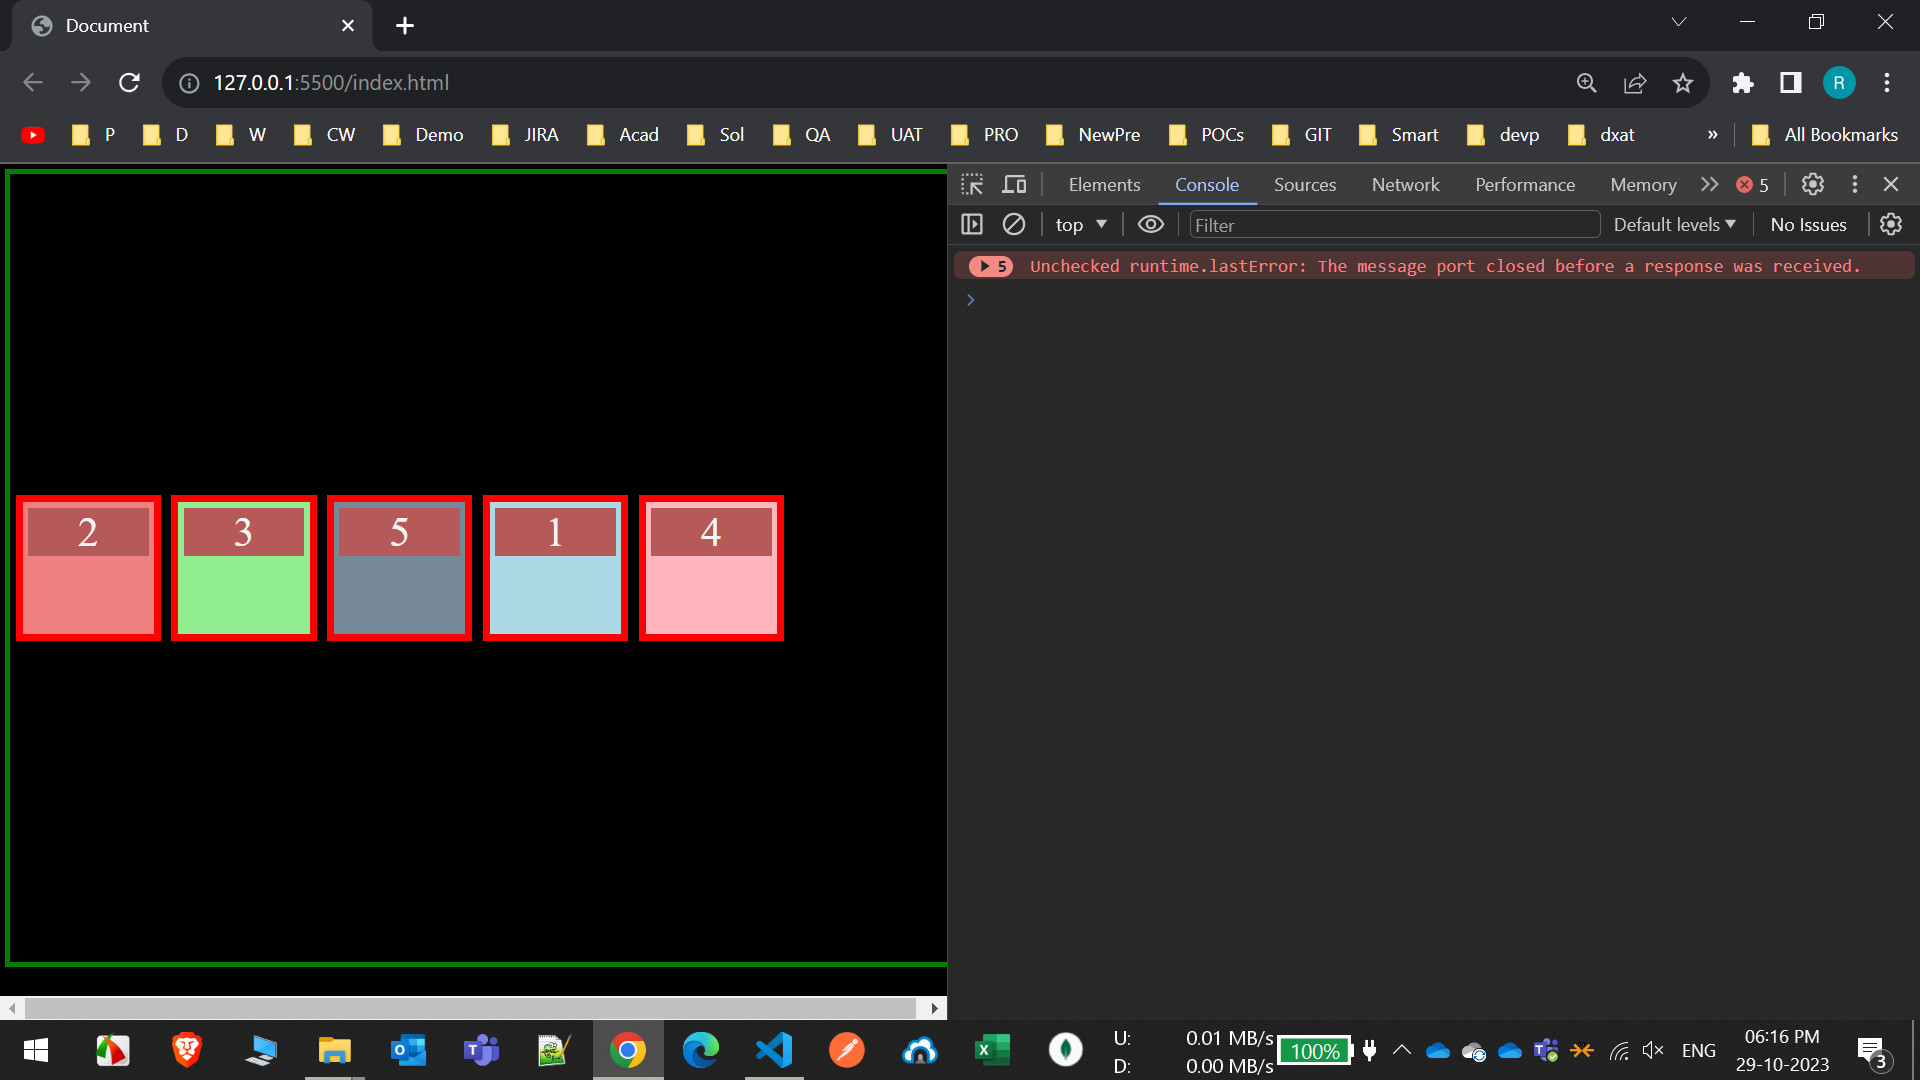 Document
127.0.0.1:5500/index.html
R
P D W CW Demo JIRA Acad Sol QA UAT PRO NewPre POCs GIT Smart devp dxat » All Bookmarks
Elements Console Sources Network Performance Memory 5
top Filter Default levels No Issues
5 Unchecked runtime.lastError: The message port closed before a response was received.
2 3 5 1 4
U: 0.01 MB/s
D: 0.00 MB/s
100%
ENG
06:16 PM
29-10-2023
3